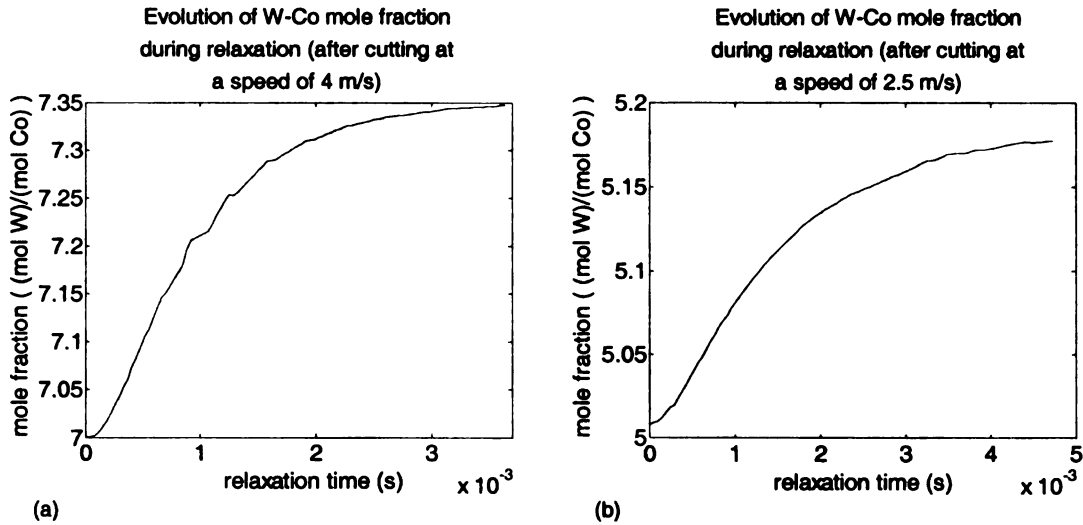 Evolution of W-Co mole fraction
during relaxation (after cutting at
a speed of 4 m/s)
7.35
7.3
7.25
7.2
7.15
7.1
7.05
7
mole fraction ( (mol W)/(mol Co) )
0
1
2
3
relaxation time (s)
x 10⁻³
(a)
Evolution of W-Co mole fraction
during relaxation (after cutting at
a speed of 2.5 m/s)
5.2
5.15
5.1
5.05
5
mole fraction ( (mol W)/(mol Co) )
0
1
2
3
4
5
relaxation time (s)
x 10⁻³
(b)